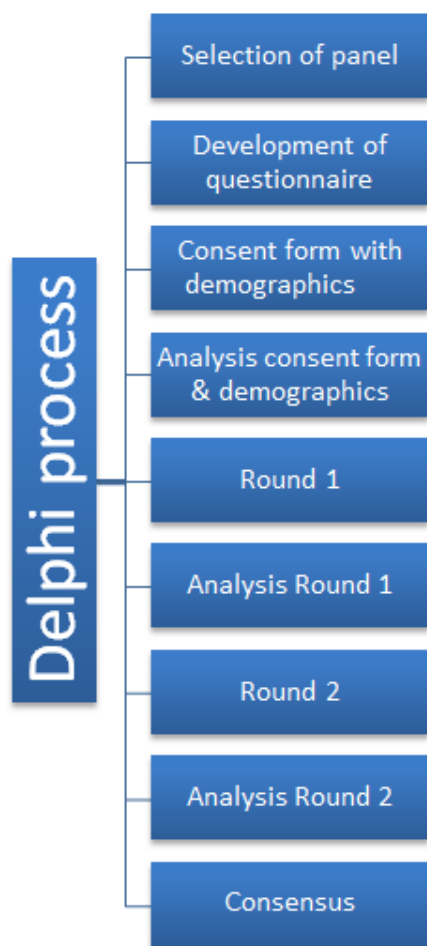 Delphi process
Selection of panel
Development of
questionnaire
Consent form with
demographics
Analysis consent form
& demographics
Round 1
Analysis Round 1
Round 2
Analysis Round 2
Consensus